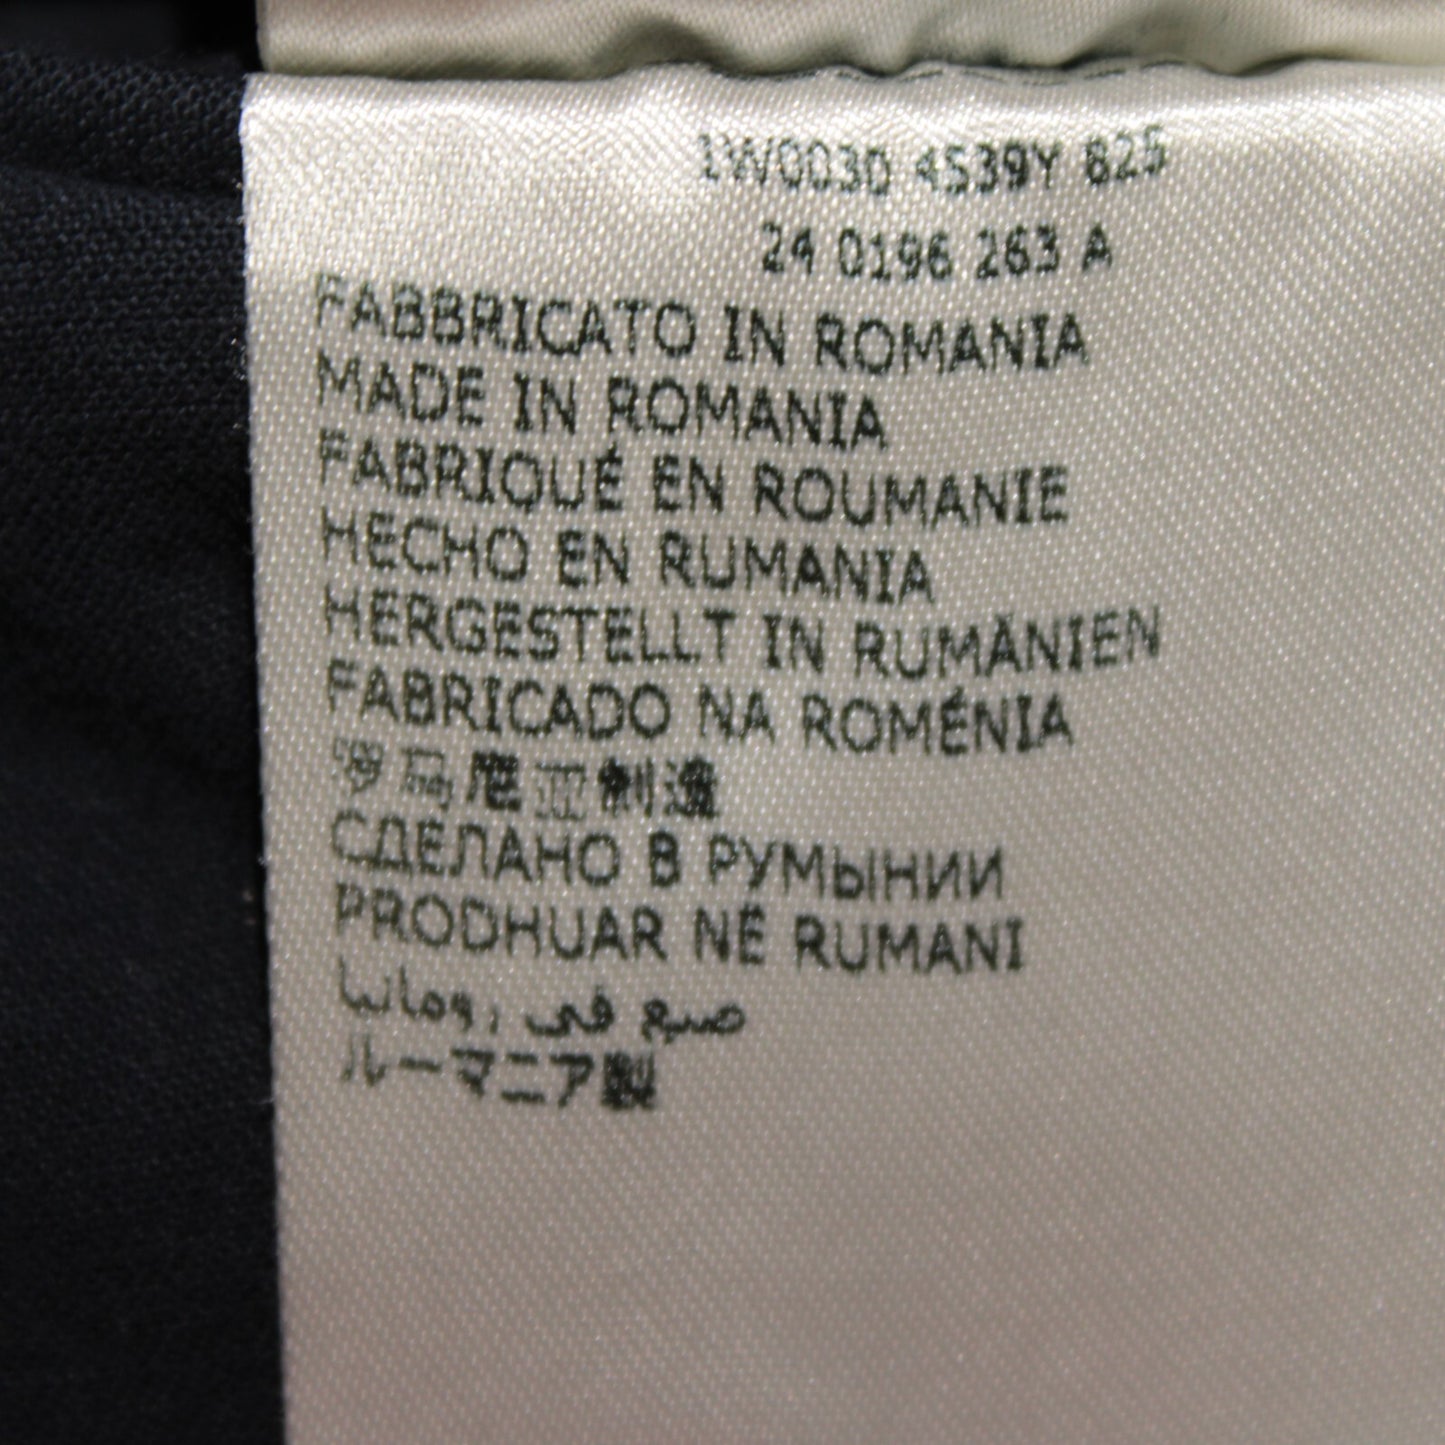 1W0030 4S39Y 825
24 0196 263 A
FABBRICATO IN ROMANIA
MADE IN ROMANIA
FABRIQUÉ EN ROUMANIE
HECHO EN RUMANIA
HERGESTELLT IN RUMÄNIEN
FABRICADO NA ROMÉNIA
罗马尼亚制造
СДЕЛАНО В РУМЫНИИ
PRODHUAR NË RUMANI
صنع في رومانيا
ルーマニア製